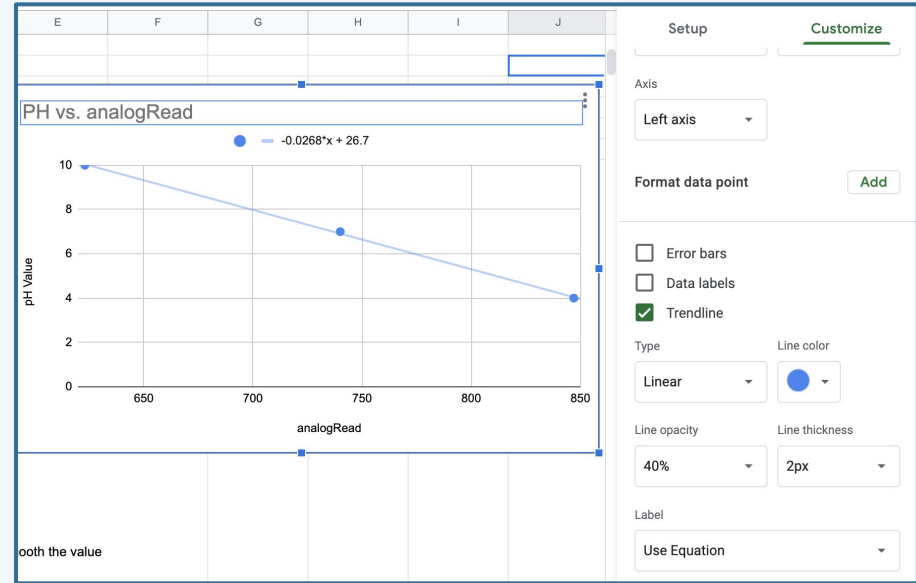 E F G H I J
PH vs. analogRead
-0.0268*x + 26.7
10
8
6
4
2
0
pH Value
650 700 750 800 850
analogRead
ooth the value
Setup Customize
Axis
Left axis
Format data point Add
Error bars
Data labels
Trendline
Type Line color
Linear
Line opacity Line thickness
40% 2px
Label
Use Equation